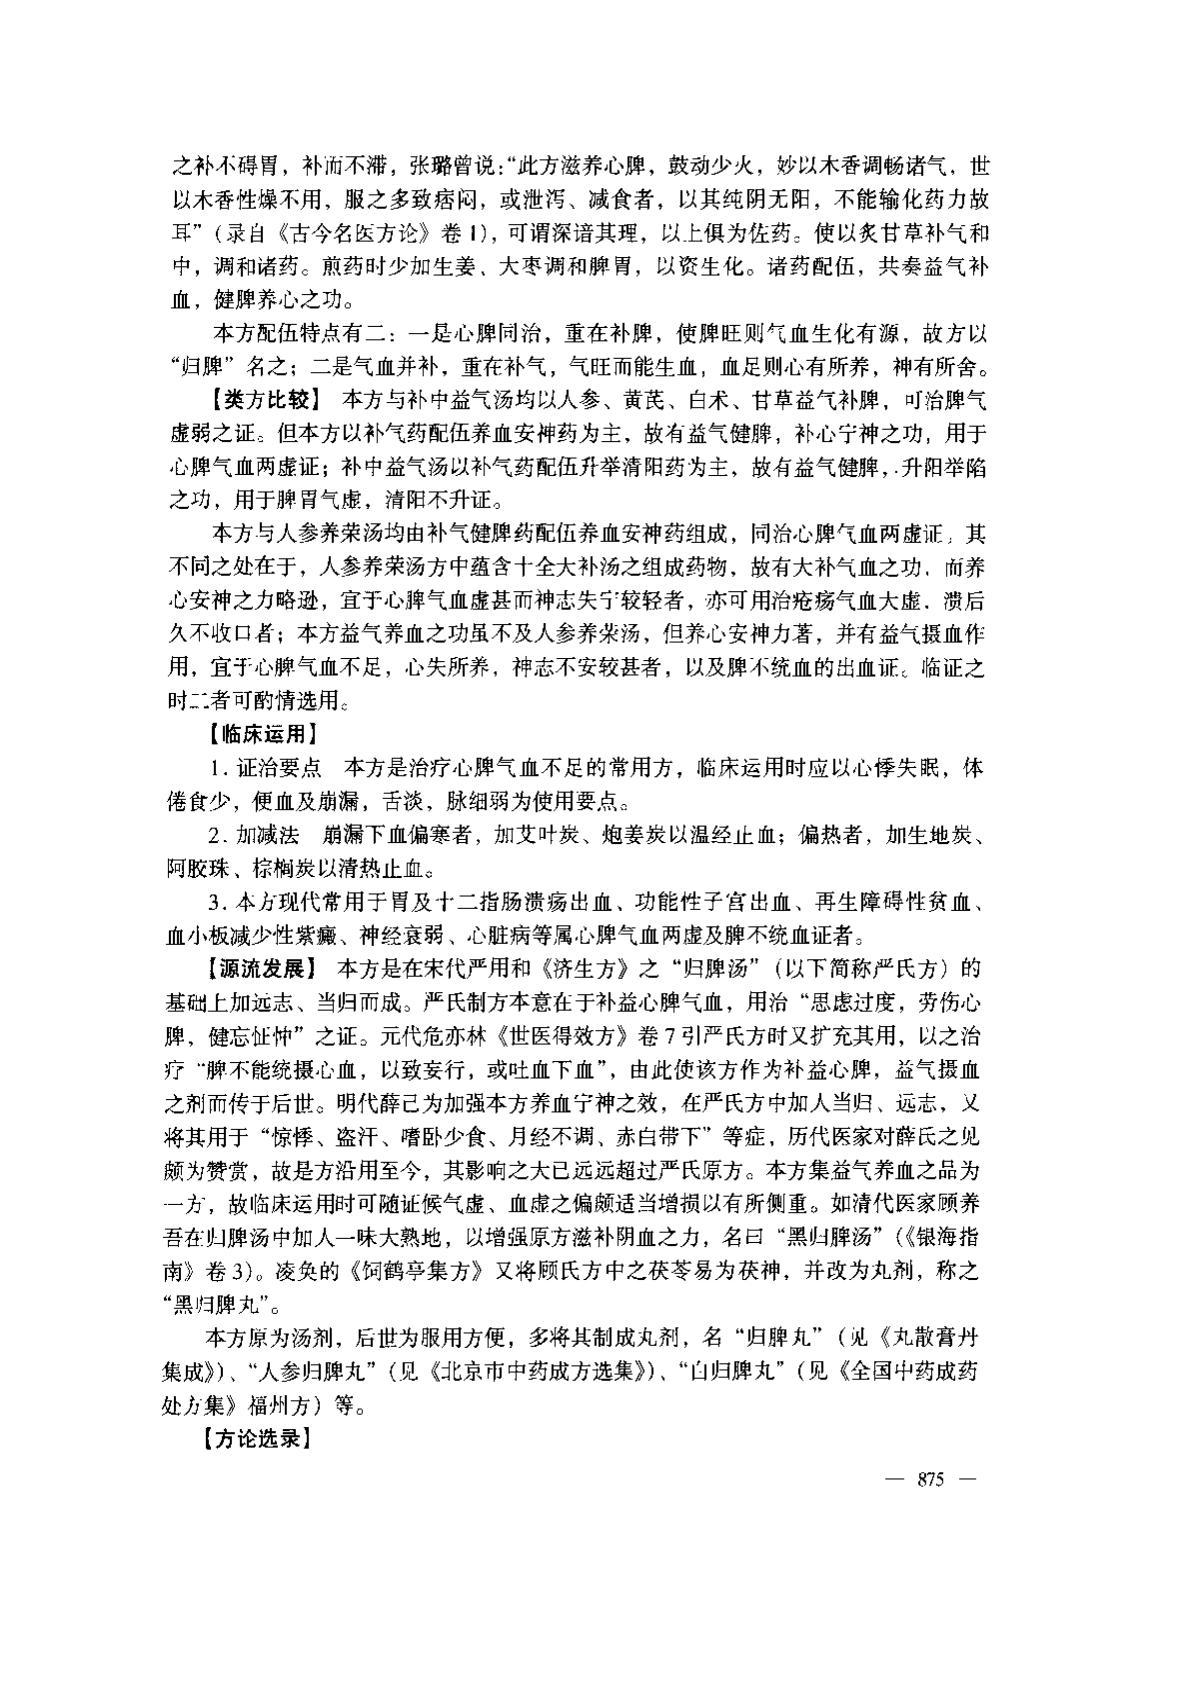 之补不碍胃，补而不滞，张璐曾说：“此方滋养心脾，鼓动少火，妙以木香调畅诸气，世
以木香性燥不用，服之多致痞闷，或泄泻、减食者，以其纯阴无阳，不能输化药力故
耳”（录自《古今名医方论》卷1），可谓深谙其理，以上俱为佐药。使以炙甘草补气和
中，调和诸药。煎药时少加生姜、大枣调和脾胃，以资生化。诸药配伍，共奏益气补
血，健脾养心之功。
本方配伍特点有二：一是心脾同治，重在补脾，使脾旺则气血生化有源，故方以
“归脾”名之；二是气血并补，重在补气，气旺而能生血，血足则心有所养，神有所舍。
【类方比较】 本方与补中益气汤均以人参、黄芪、白术、甘草益气补脾，可治脾气
虚弱之证。但本方以补气药配伍养血安神药为主，故有益气健脾，补心宁神之功，用于
心脾气血两虚证；补中益气汤以补气药配伍升举清阳药为主，故有益气健脾，升阳举陷
之功，用于脾胃气虚，清阳不升证。
本方与人参养荣汤均由补气健脾药配伍养血安神药组成，同治心脾气血两虚证，其
不同之处在于，人参养荣汤方中蕴含十全大补汤之组成药物，故有大补气血之功，而养
心安神之力略逊，宜于心脾气血虚甚而神志失宁较轻者，亦可用治疮疡气血大虚，溃后
久不收口者；本方益气养血之功虽不及人参养荣汤，但养心安神力著，并有益气摄血作
用，宜于心脾气血不足，心失所养，神志不安较甚者，以及脾不统血的出血证。临证之
时二者可酌情选用。
【临床运用】
1. 证治要点 本方是治疗心脾气血不足的常用方，临床运用时应以心悸失眠，体
倦食少，便血及崩漏，舌淡，脉细弱为使用要点。
2. 加减法 崩漏下血偏寒者，加艾叶炭、炮姜炭以温经止血；偏热者，加生地炭、
阿胶珠、棕榈炭以清热止血。
3. 本方现代常用于胃及十二指肠溃疡出血、功能性子宫出血、再生障碍性贫血、
血小板减少性紫癜、神经衰弱、心脏病等属心脾气血两虚及脾不统血证者。
【源流发展】 本方是在宋代严用和《济生方》之“归脾汤”（以下简称严氏方）的
基础上加远志、当归而成。严氏制方本意在于补益心脾气血，用治“思虑过度，劳伤心
脾，健忘怔忡”之证。元代危亦林《世医得效方》卷7引严氏方时又扩充其用，以之治
疗“脾不能统摄心血，以致妄行，或吐血下血”，由此使该方作为补益心脾，益气摄血
之剂而传于后世。明代薛己为加强本方养血宁神之效，在严氏方中加入当归、远志，又
将其用于“惊悸、盗汗、嗜卧少食、月经不调、赤白带下”等症，历代医家对薛氏之见
颇为赞赏，故是方沿用至今，其影响之大已远远超过严氏原方。本方集益气养血之品为
一方，故临床运用时可随证候气虚、血虚之偏颇适当增损以有所侧重。如清代医家顾养
吾在归脾汤中加入一味大熟地，以增强原方滋补阴血之力，名曰“黑归脾汤”（《银海指
南》卷3）。凌奂的《饲鹤亭集方》又将顾氏方中之茯苓易为茯神，并改为丸剂，称之
“黑归脾丸”。
本方原为汤剂，后世为服用方便，多将其制成丸剂，名“归脾丸”（见《丸散膏丹
集成》）、“人参归脾丸”（见《北京市中药成方选集》）、“白归脾丸”（见《全国中药成药
处方集》福州方）等。
【方论选录】
— 875 —